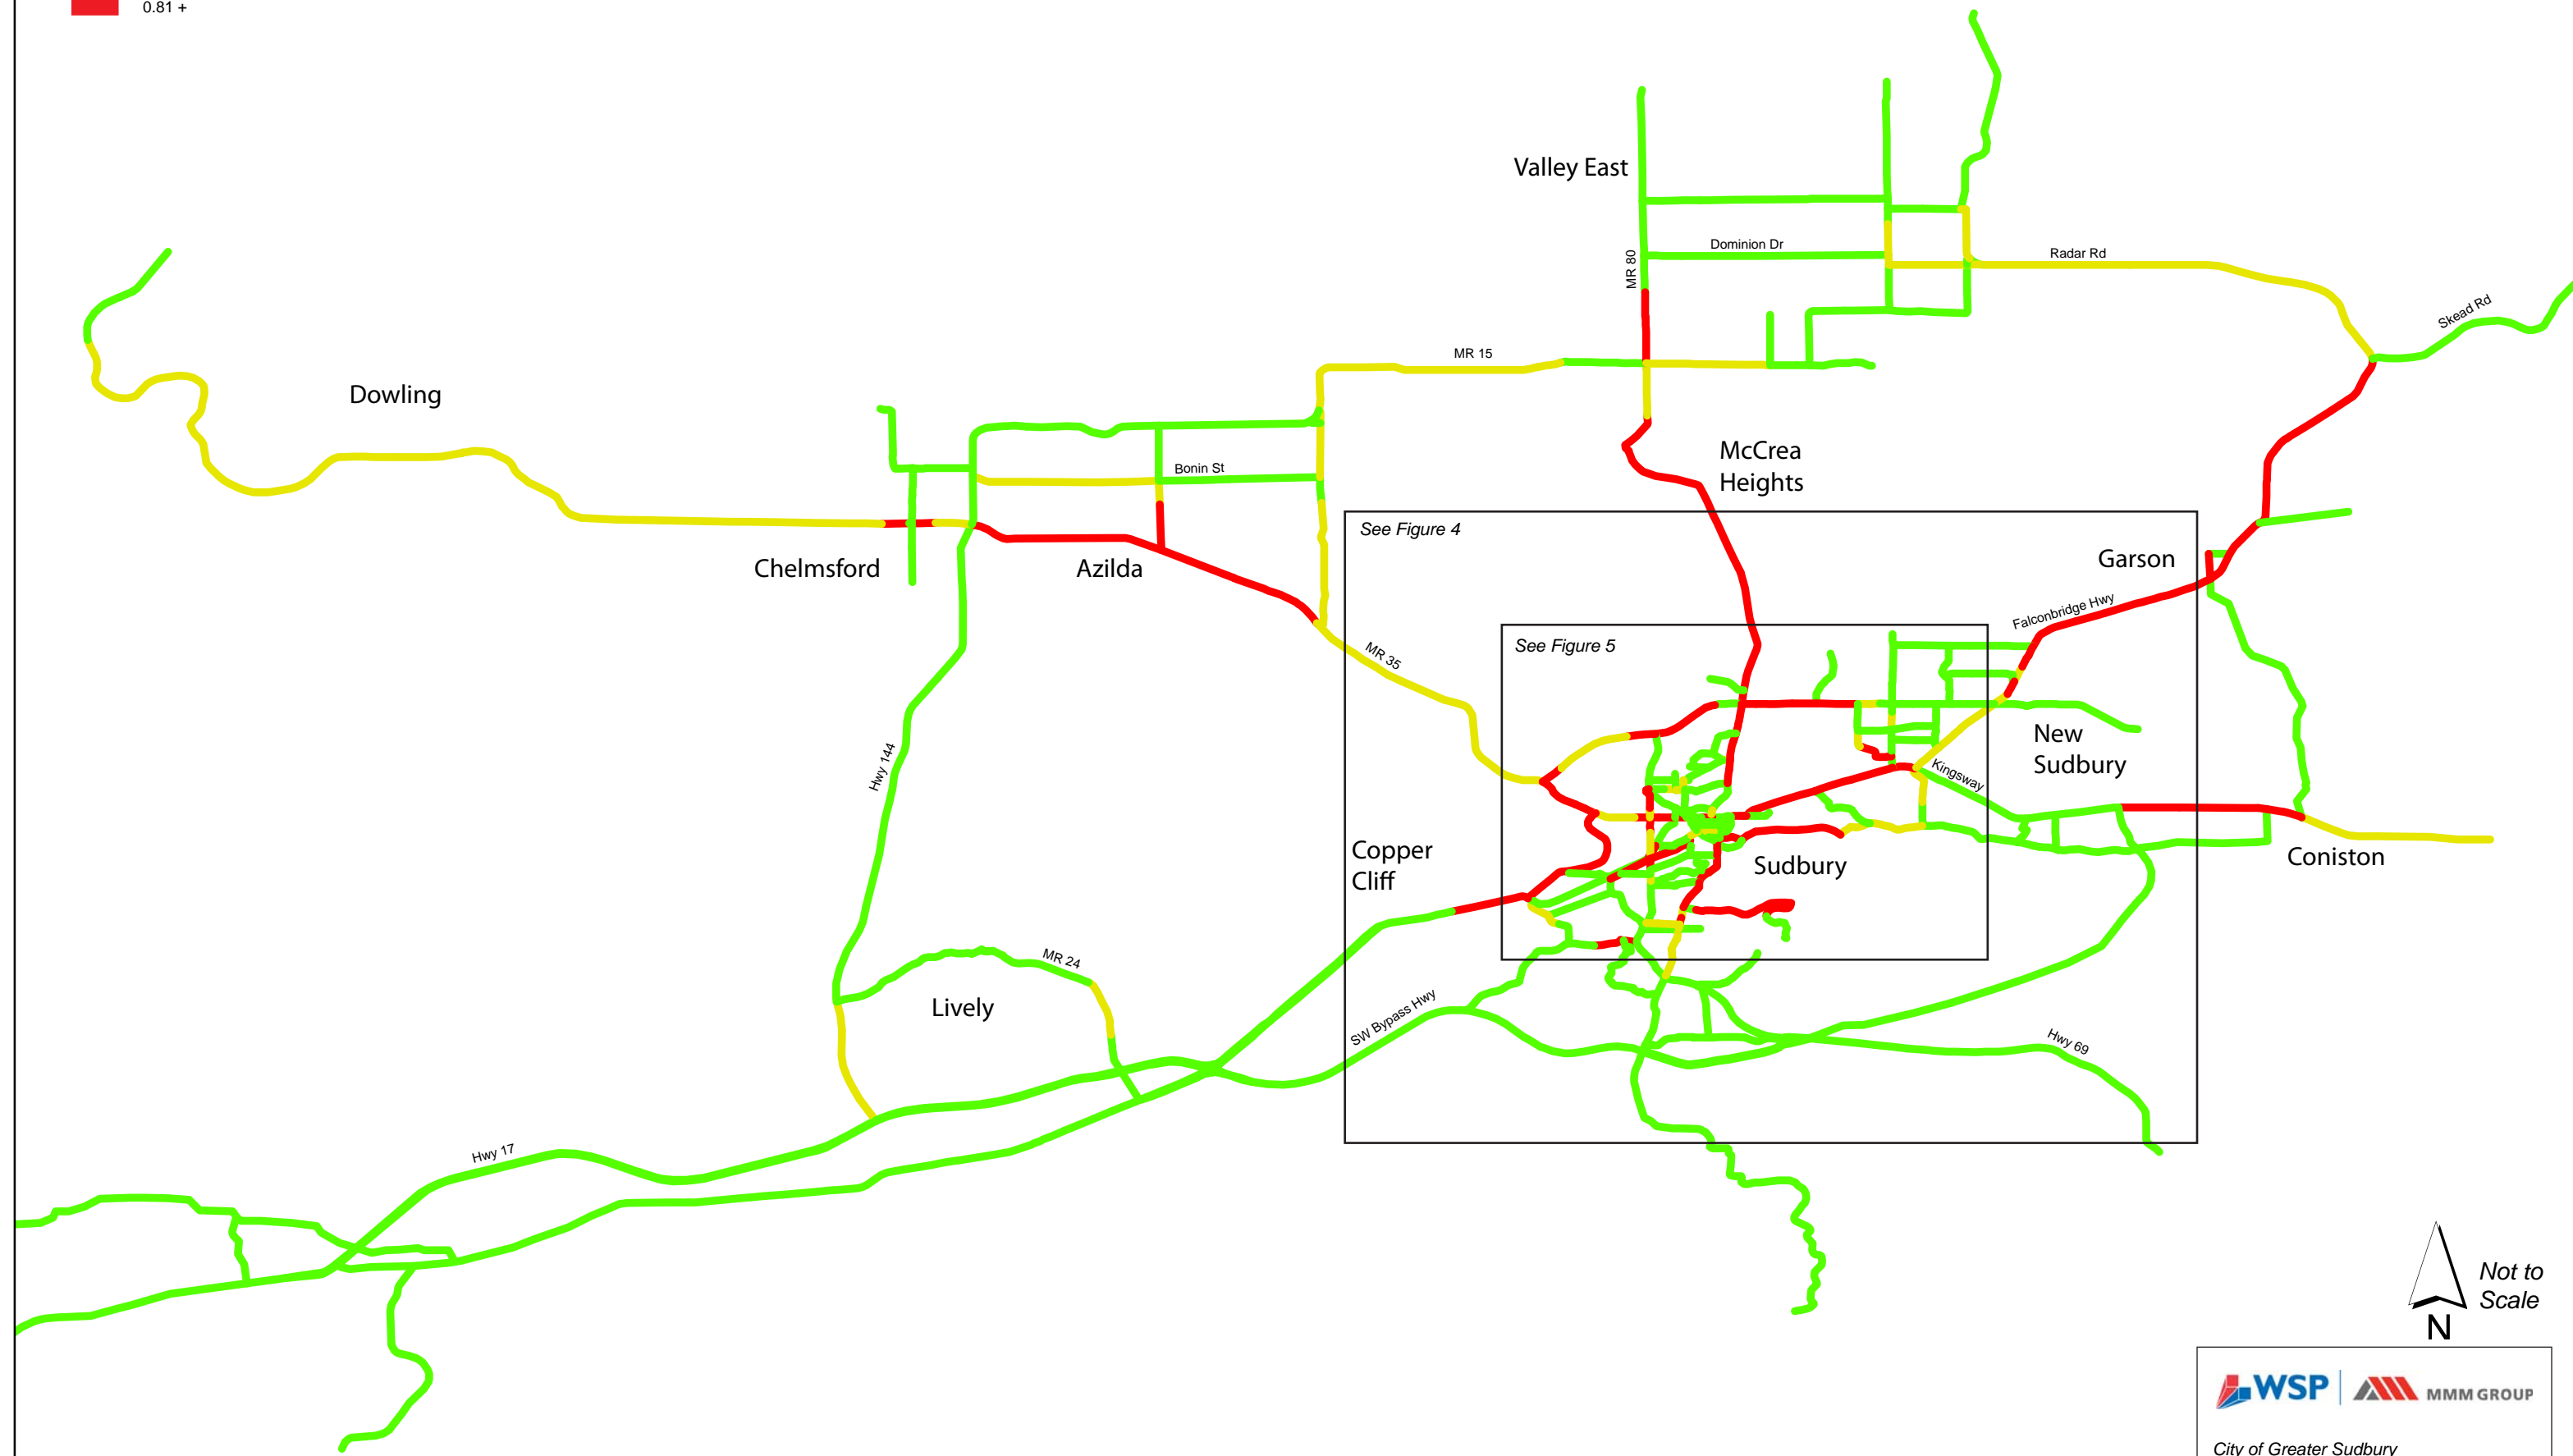 0.81 +
Valley East
Dominion Dr
MR 80
Radar Rd
Skead Rd
MR 15
Dowling
McCrea
Heights
Bonin St
See Figure 4
Chelmsford
Azilda
Garson
Falconbridge Hwy
See Figure 5
MR 35
New
Sudbury
Kingsway
Hwy 144
Copper
Cliff
Sudbury
Coniston
MR 24
Lively
SW Bypass Hwy
Hwy 69
Hwy 17
Not to
Scale
N
WSP
MMM GROUP
City of Greater Sudbury